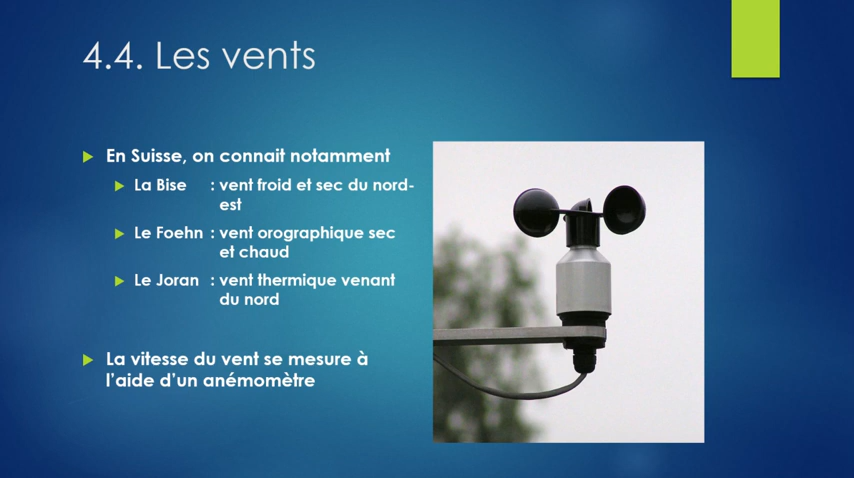 4.4. Les vents
En Suisse, on connait notamment
La Bise : vent froid et sec du nord-
est
Le Foehn : vent orographique sec
et chaud
Le Joran : vent thermique venant
du nord
La vitesse du vent se mesure à
l'aide d'un anémomètre